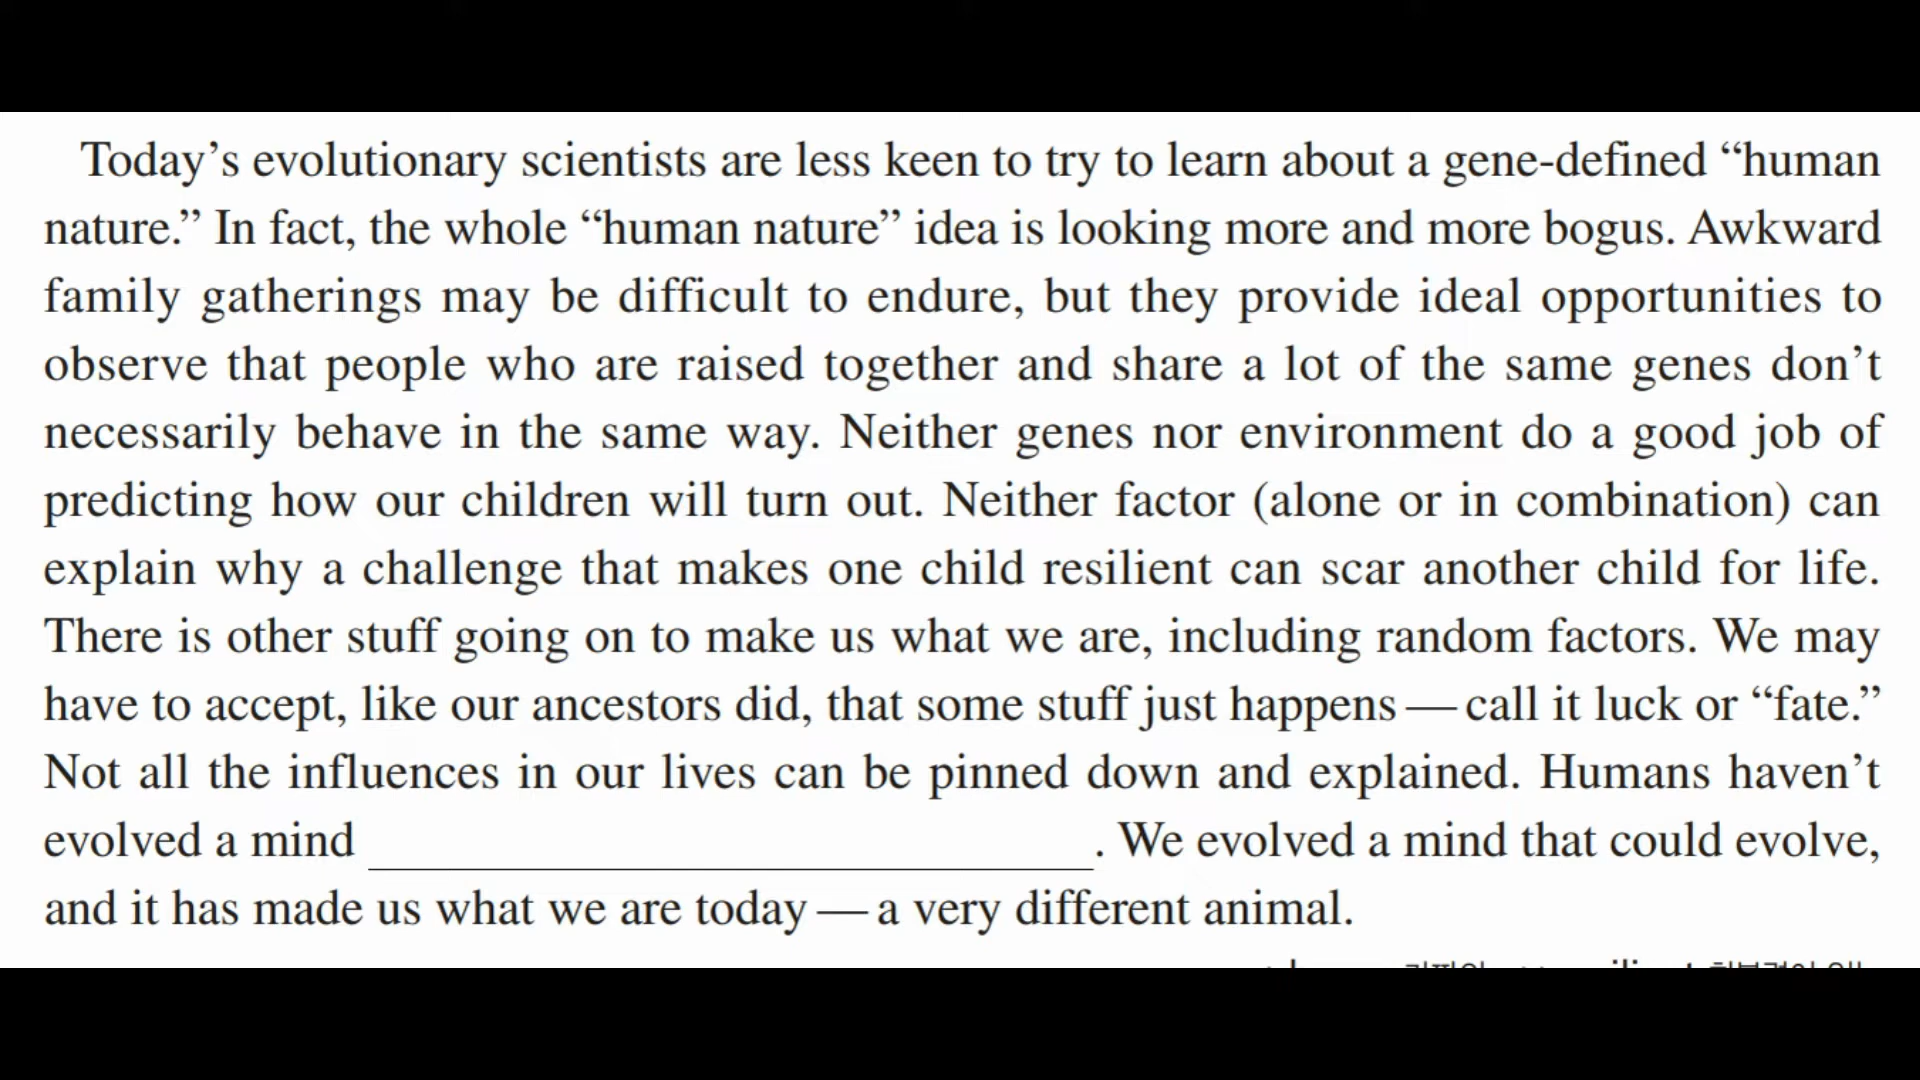 Today’s evolutionary scientists are less keen to try to learn about a gene-defined “human
nature.” In fact, the whole “human nature” idea is looking more and more bogus. Awkward
family gatherings may be difficult to endure, but they provide ideal opportunities to
observe that people who are raised together and share a lot of the same genes don’t
necessarily behave in the same way. Neither genes nor environment do a good job of
predicting how our children will turn out. Neither factor (alone or in combination) can
explain why a challenge that makes one child resilient can scar another child for life.
There is other stuff going on to make us what we are, including random factors. We may
have to accept, like our ancestors did, that some stuff just happens — call it luck or “fate.”
Not all the influences in our lives can be pinned down and explained. Humans haven’t
evolved a mind ____________. We evolved a mind that could evolve,
and it has made us what we are today — a very different animal.